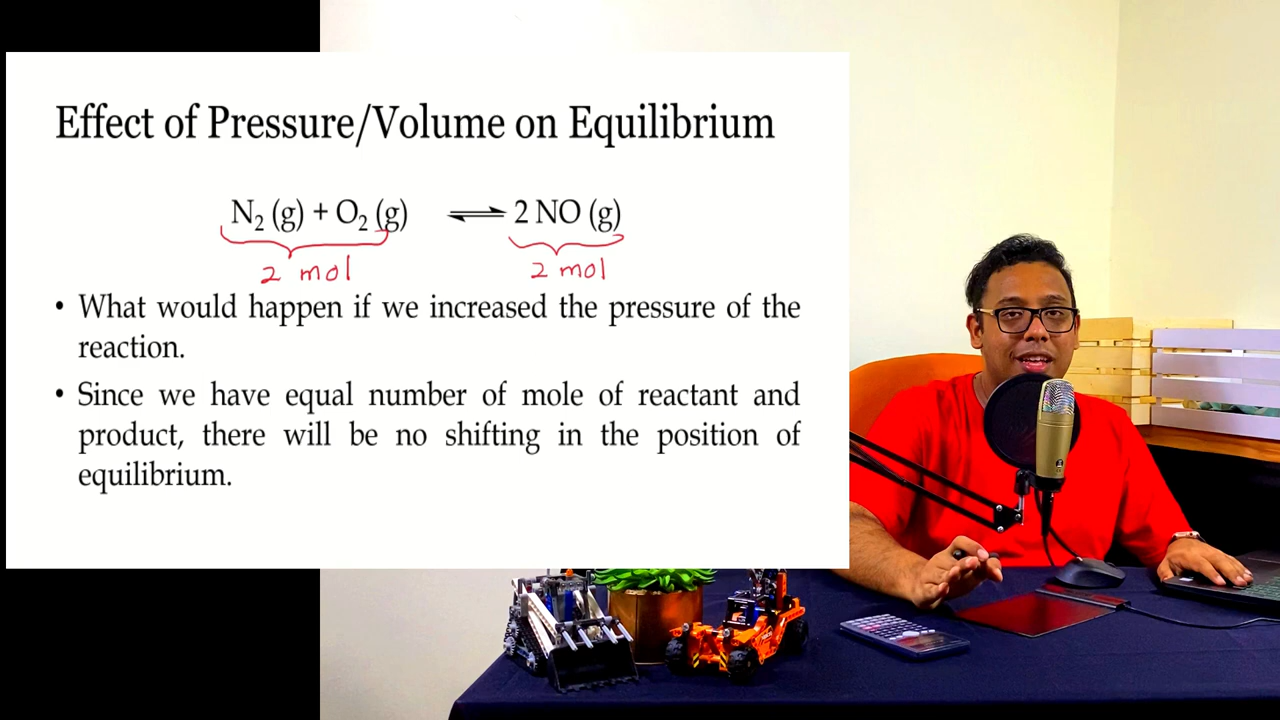 Effect of Pressure/Volume on Equilibrium
N₂ (g) + O₂ (g) ⇌ 2 NO (g)
2 mol 2 mol
• What would happen if we increased the pressure of the
reaction.
• Since we have equal number of mole of reactant and
product, there will be no shifting in the position of
equilibrium.